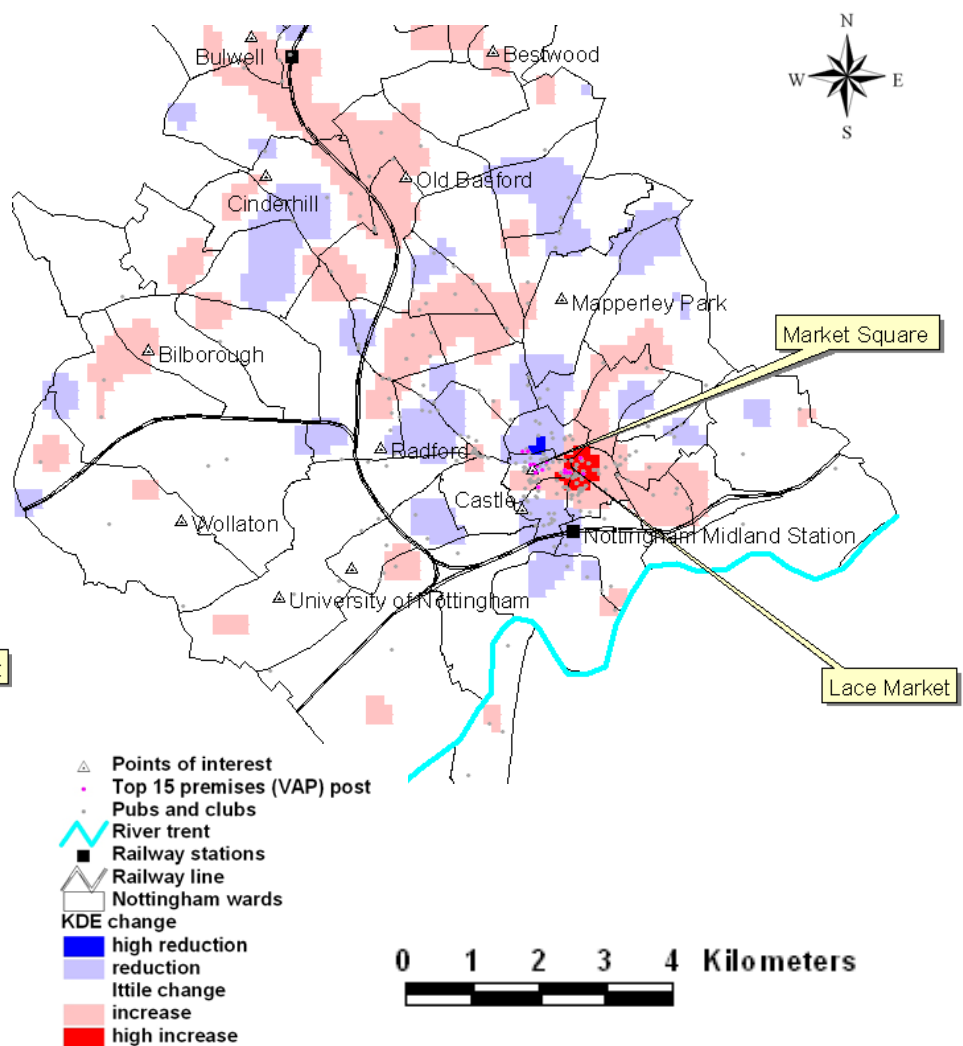 N
W E
S
Bulwell
Bestwood
Old Basford
Cinderhill
Mapperley Park
Market Square
Bilborough
Radford
Castle
Wollaton
Nottingham Midland Station
University of Nottingham
Lace Market
Points of interest
Top 15 premises (VAP) post
Pubs and clubs
River trent
Railway stations
Railway line
Nottingham wards
KDE change
high reduction
reduction
lttile change
increase
high increase
0 1 2 3 4 Kilometers